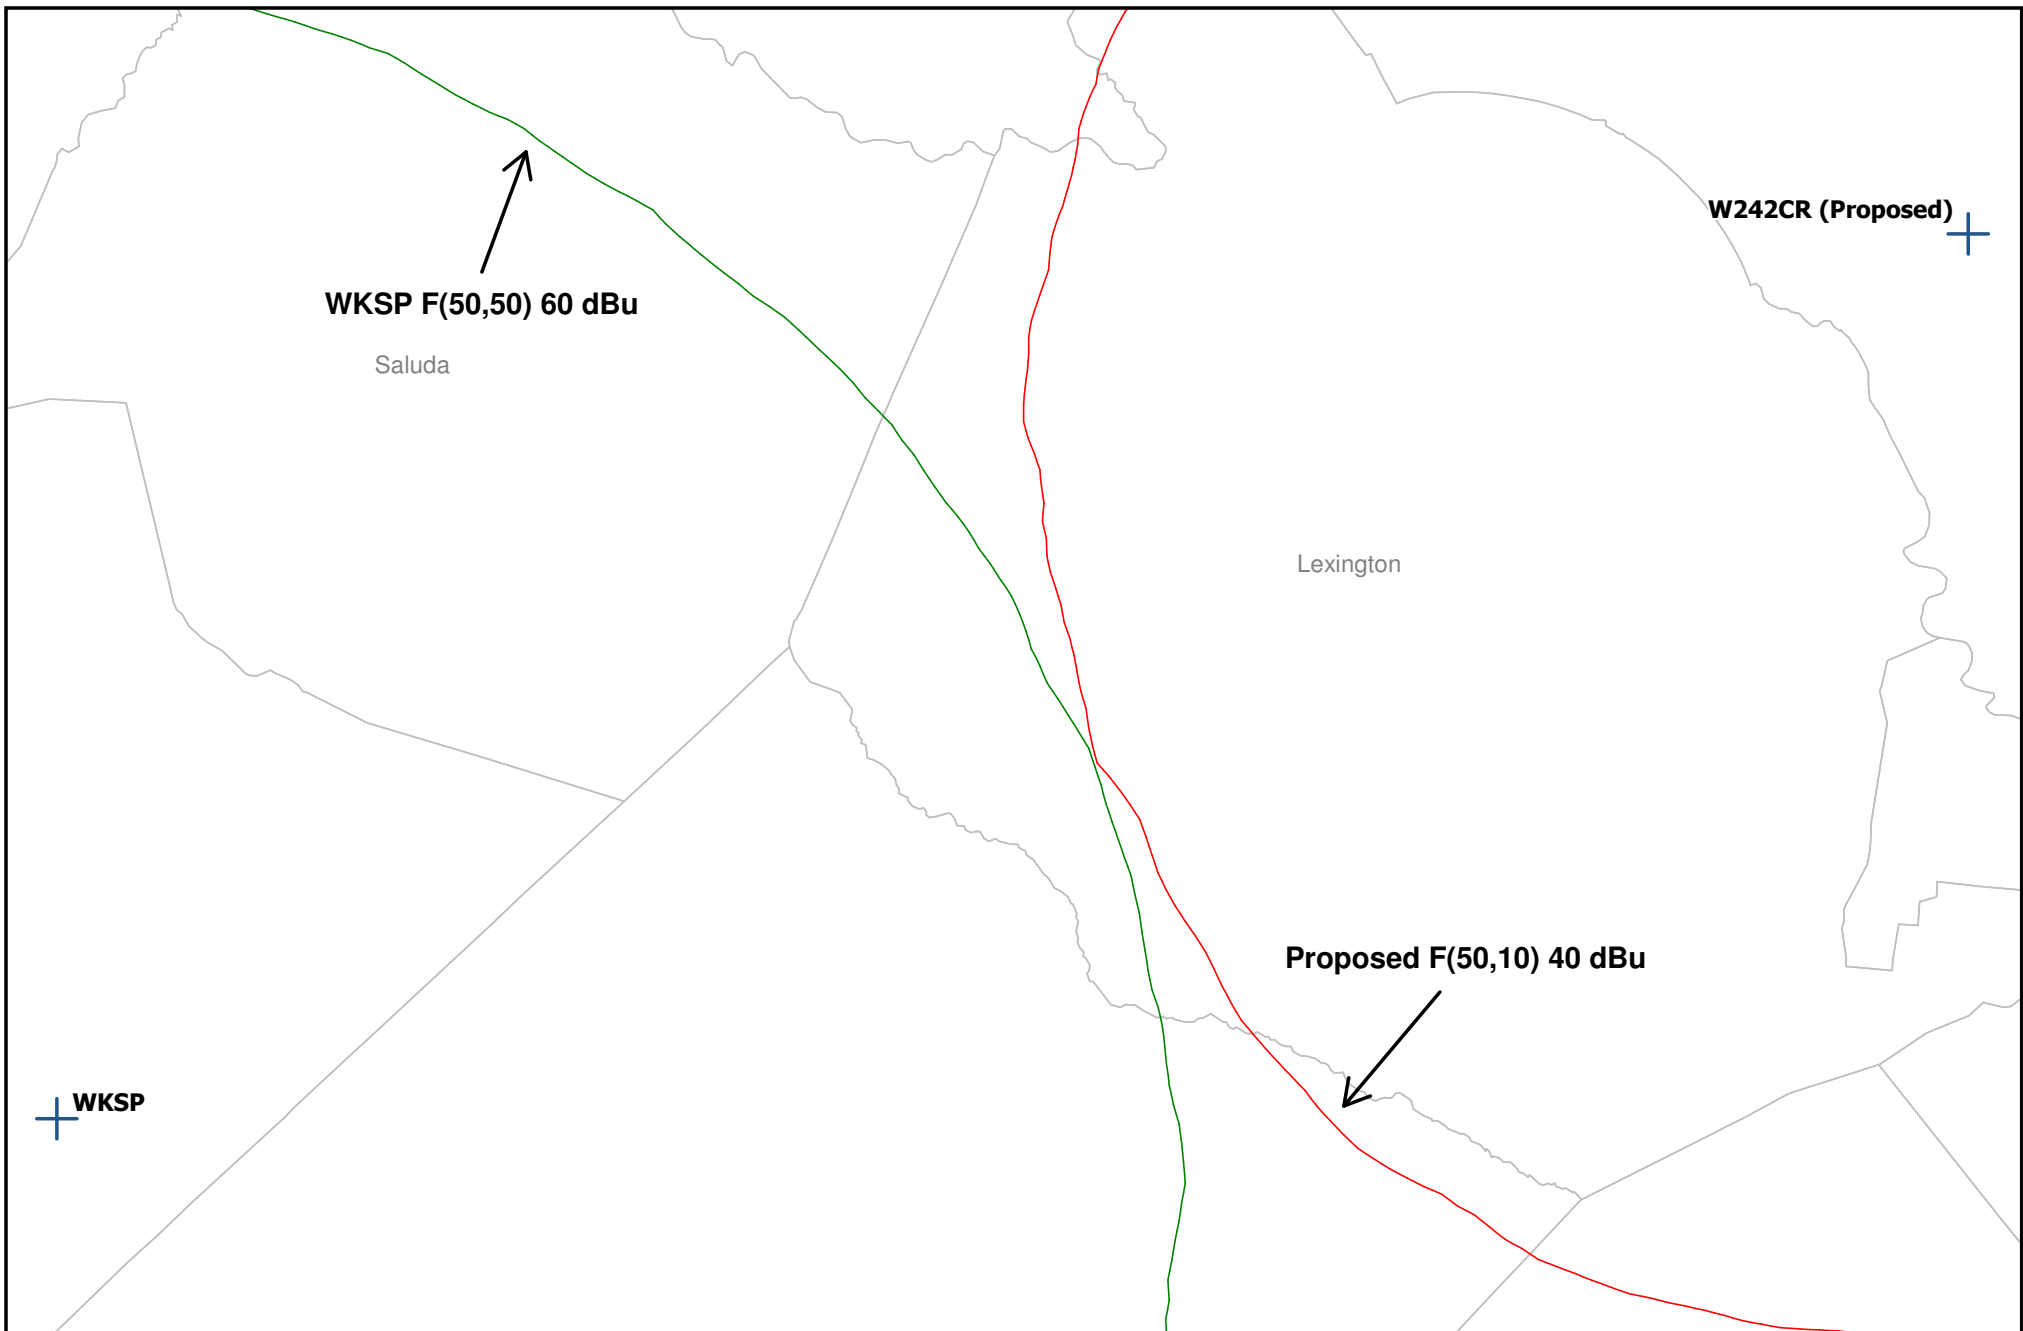 W242CR (Proposed)
WKSP F(50,50) 60 dBu
Saluda
Lexington
Proposed F(50,10) 40 dBu
WKSP